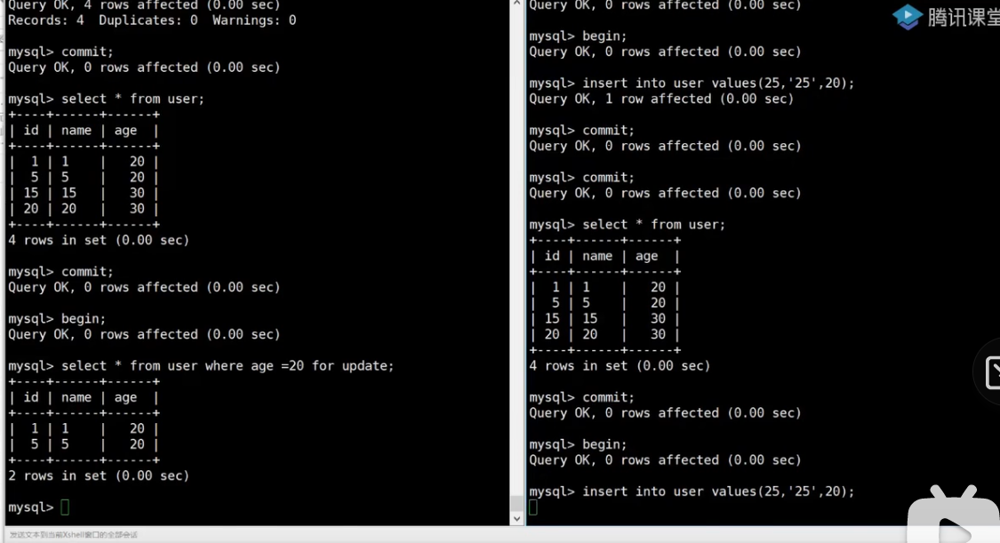 Query OK, 4 rows affected (0.00 sec)
Records: 4  Duplicates: 0  Warnings: 0
mysql> commit;
Query OK, 0 rows affected (0.00 sec)
mysql> select * from user;
+----+------+------+
| id | name | age  |
+----+------+------+
|  1 | 1    |   20 |
|  5 | 5    |   20 |
| 15 | 15   |   30 |
| 20 | 20   |   30 |
+----+------+------+
4 rows in set (0.00 sec)
mysql> commit;
Query OK, 0 rows affected (0.00 sec)
mysql> begin;
Query OK, 0 rows affected (0.00 sec)
mysql> select * from user where age =20 for update;
+----+------+------+
| id | name | age  |
+----+------+------+
|  1 | 1    |   20 |
|  5 | 5    |   20 |
+----+------+------+
2 rows in set (0.00 sec)
mysql>
Query OK, 0 rows affected (0.00 sec)
mysql> begin;
Query OK, 0 rows affected (0.00 sec)
mysql> insert into user values(25,'25',20);
Query OK, 1 row affected (0.00 sec)
mysql> commit;
Query OK, 0 rows affected (0.00 sec)
mysql> commit;
Query OK, 0 rows affected (0.00 sec)
mysql> select * from user;
+----+------+------+
| id | name | age  |
+----+------+------+
|  1 | 1    |   20 |
|  5 | 5    |   20 |
| 15 | 15   |   30 |
| 20 | 20   |   30 |
+----+------+------+
4 rows in set (0.00 sec)
mysql> commit;
Query OK, 0 rows affected (0.00 sec)
mysql> begin;
Query OK, 0 rows affected (0.00 sec)
mysql> insert into user values(25,'25',20);
腾讯课堂
发送文本到当前Xshell窗口的全部会话